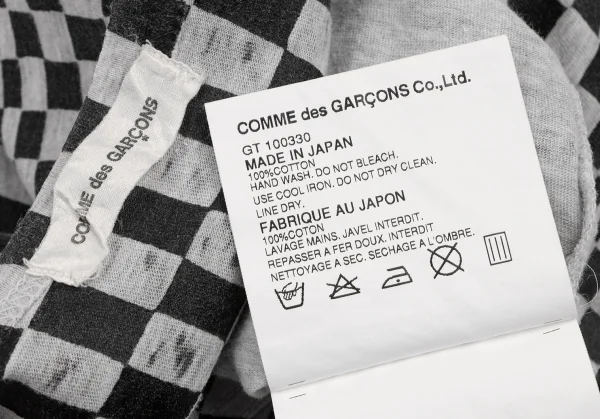 COMME des GARÇONS
COMME des GARÇONS Co.,Ltd.
GT 100330
MADE IN JAPAN
100%COTTON
HAND WASH. DO NOT BLEACH.
USE COOL IRON. DO NOT DRY CLEAN.
LINE DRY.
FABRIQUE AU JAPON
100%COTON
LAVAGE MAINS. JAVEL INTERDIT.
REPASSER A FER DOUX. INTERDIT
NETTOYAGE A SEC. SECHAGE A L'OMBRE.